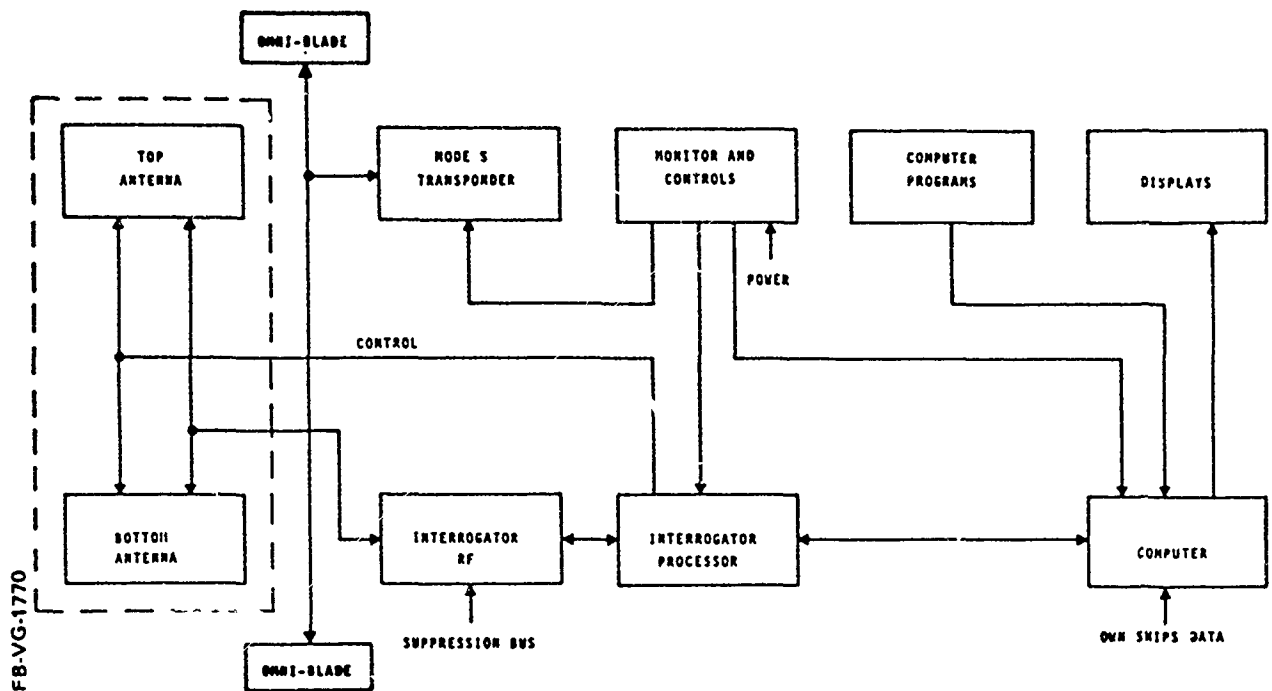 OMNI-BLADE
TOP
ANTENNA
MODE S
TRANSPONDER
MONITOR AND
CONTROLS
COMPUTER
PROGRAMS
DISPLAYS
POWER
CONTROL
BOTTOM
ANTENNA
INTERROGATOR
RF
INTERROGATOR
PROCESSOR
COMPUTER
SUPPRESSION BUS
OWN SHIPS DATA
OMNI-BLADE
FB-VG-1770